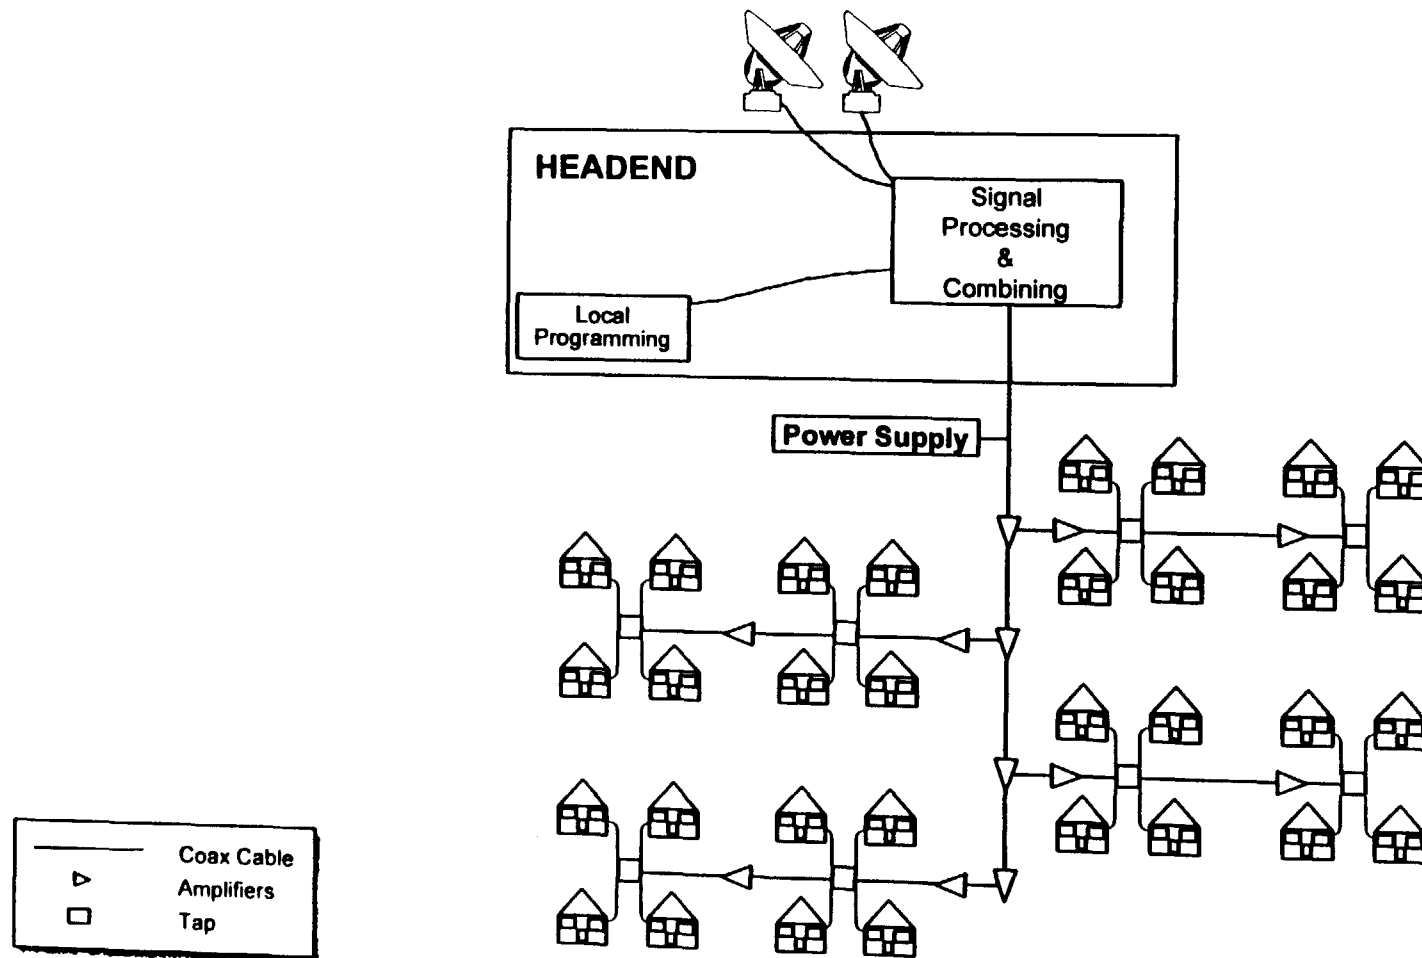 HEADEND
Signal
Processing
&
Combining
Local
Programming
Power Supply
Coax Cable
Amplifiers
Tap